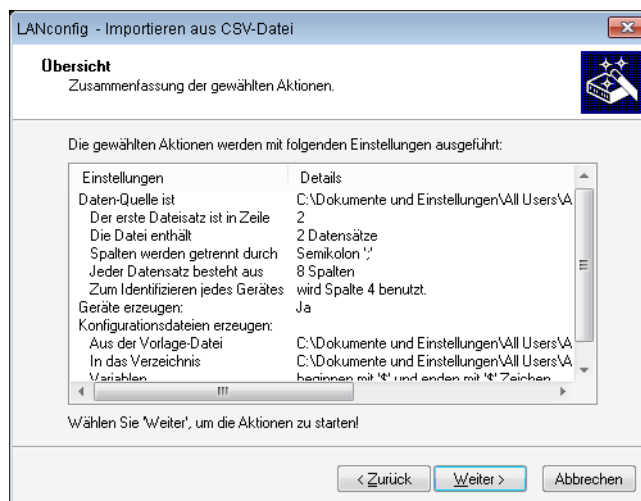 LANconfig - Importieren aus CSV-Datei
Übersicht
Zusammenfassung der gewählten Aktionen.
Die gewählten Aktionen werden mit folgenden Einstellungen ausgeführt:
Einstellungen Details
Daten-Quelle ist C:\Dokumente und Einstellungen\All Users\A
Der erste Dateisatz ist in Zeile 2
Die Datei enthält 2 Datensätze
Spalten werden getrennt durch Semikolon ';'
Jeder Datensatz besteht aus 8 Spalten
Zum Identifizieren jedes Gerätes wird Spalte 4 benutzt.
Geräte erzeugen: Ja
Konfigurationsdateien erzeugen:
Aus der Vorlage-Datei C:\Dokumente und Einstellungen\All Users\A
In das Verzeichnis C:\Dokumente und Einstellungen\All Users\A
Variablen beginnen mit '$' und enden mit '$' Zeichen
Wählen Sie 'Weiter', um die Aktionen zu starten!
< Zurück Weiter > Abbrechen